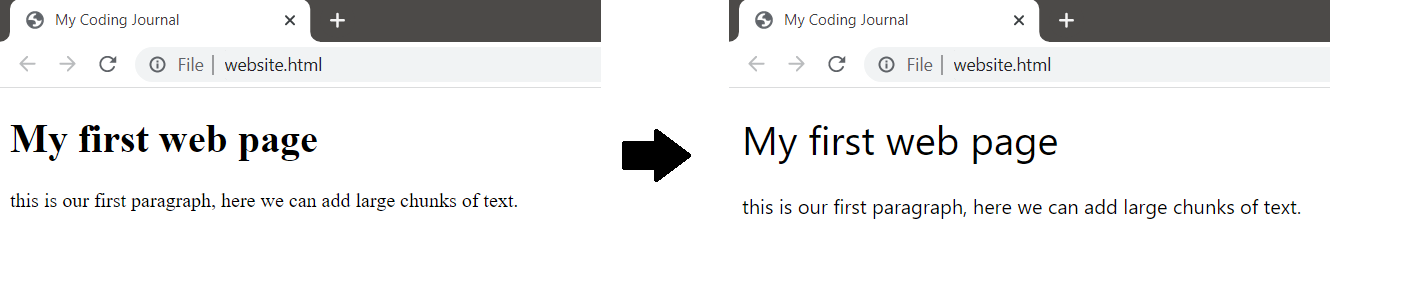 My Coding Journal
File | website.html
My first web page
this is our first paragraph, here we can add large chunks of text.
My Coding Journal
File | website.html
My first web page
this is our first paragraph, here we can add large chunks of text.